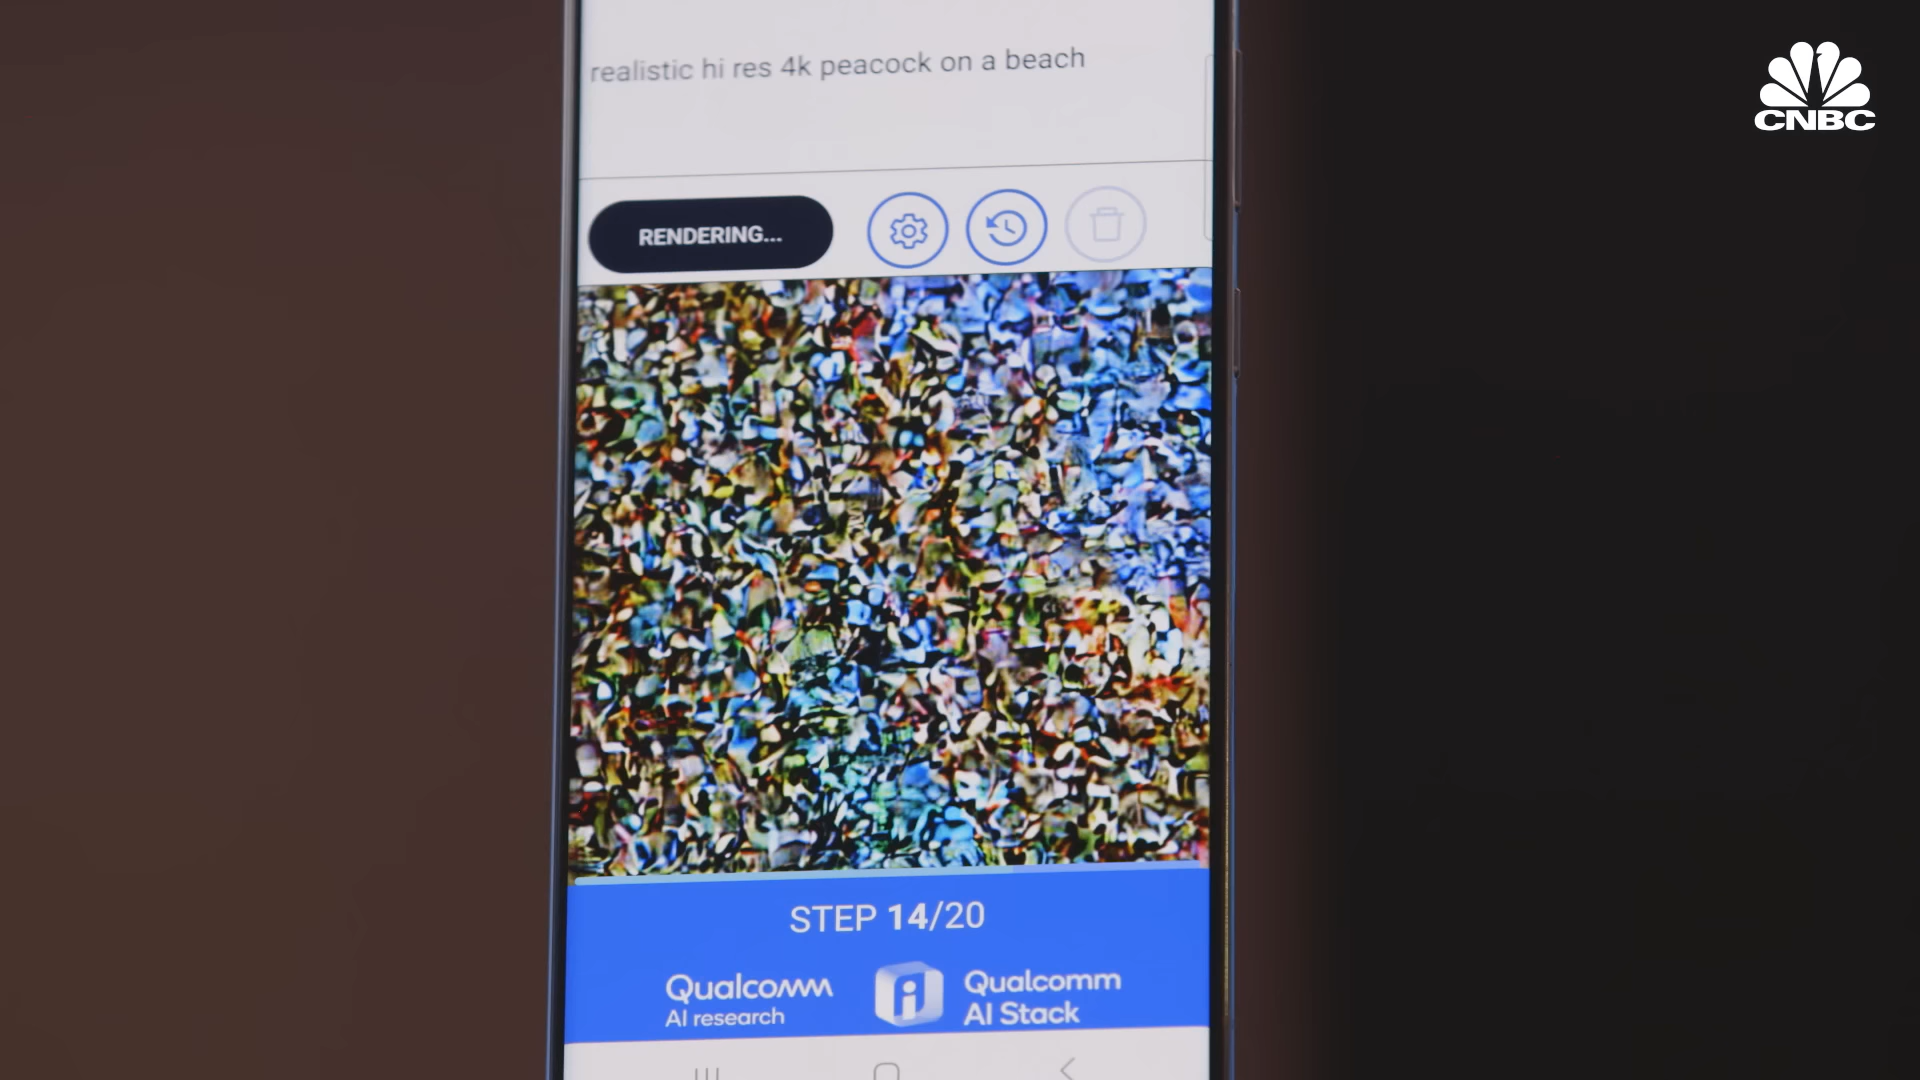 realistic hi res 4k peacock on a beach
CNBC
RENDERING...
STEP 14/20
Qualcomm
AI research
Qualcomm
AI Stack